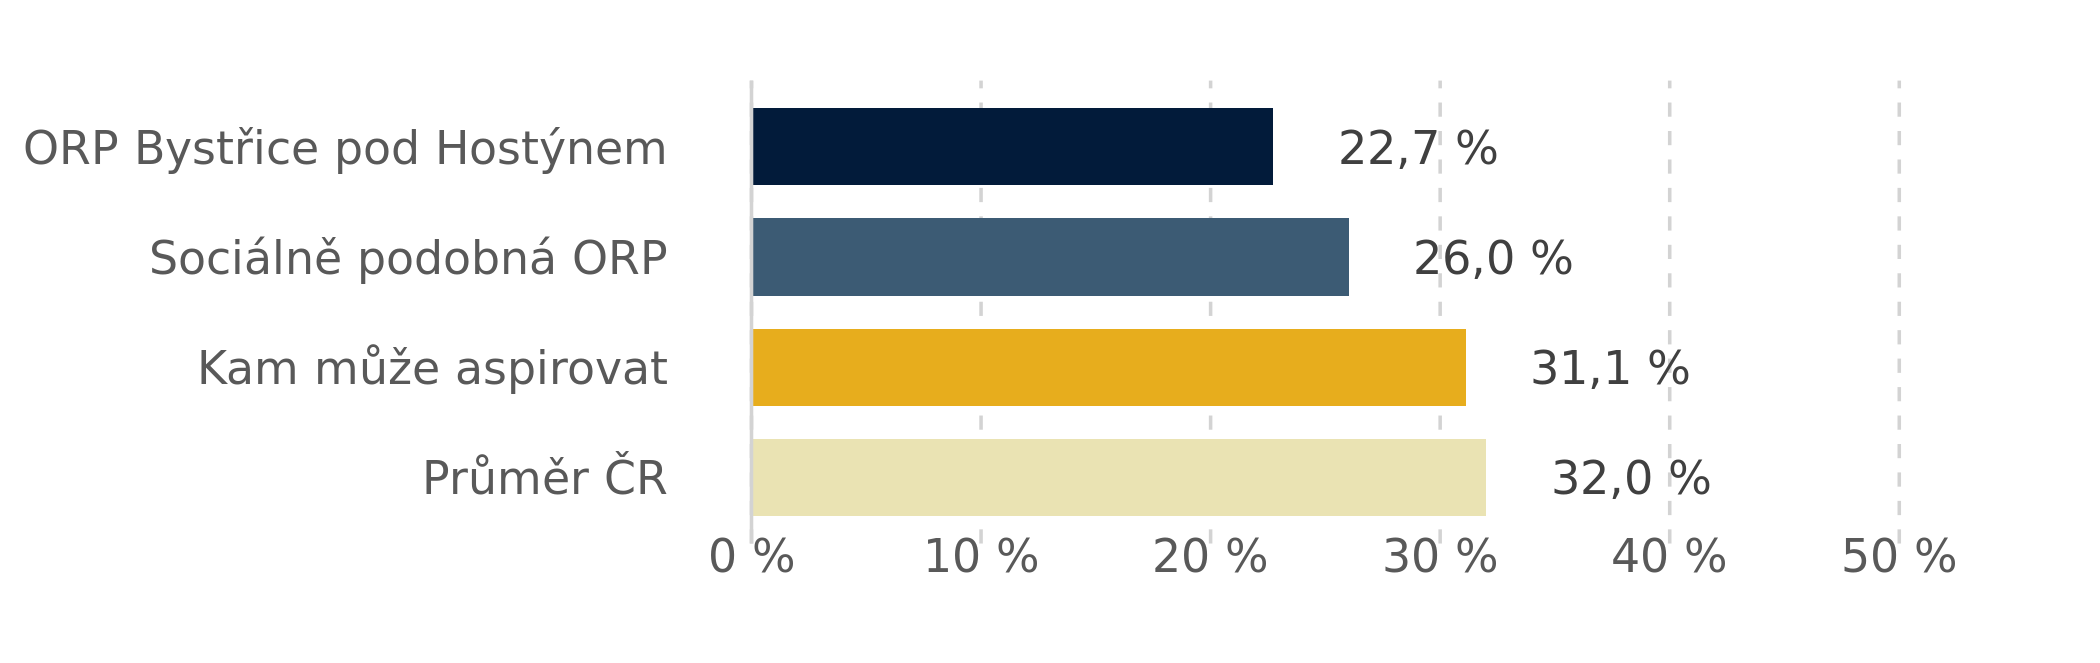 ORP Bystřice pod Hostýnem 22,7 %
Sociálně podobná ORP 26,0 %
Kam může aspirovat 31,1 %
Průměr ČR 32,0 %
0 % 10 % 20 % 30 % 40 % 50 %